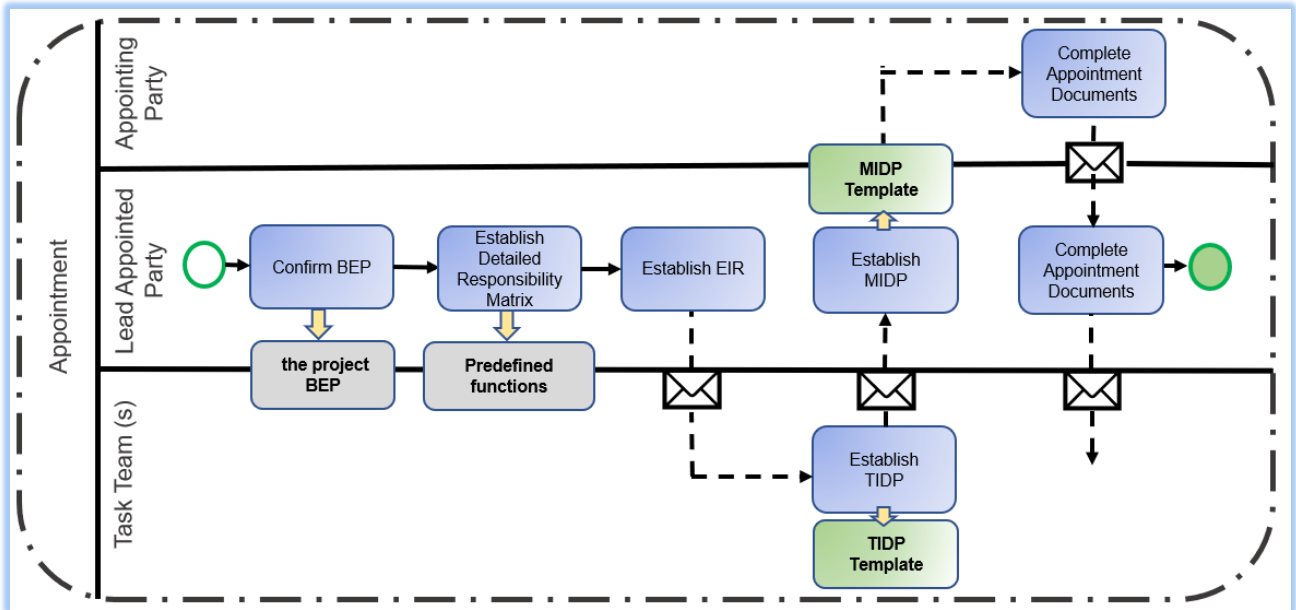 Appointment
Appointing
Party
Complete
Appointment
Documents
MIDP
Template
Lead Appointed
Party
Confirm BEP
Establish
Detailed
Responsibility
Matrix
Establish EIR
Establish
MIDP
Complete
Appointment
Documents
the project
BEP
Predefined
functions
Task Team (s)
Establish
TIDP
TIDP
Template